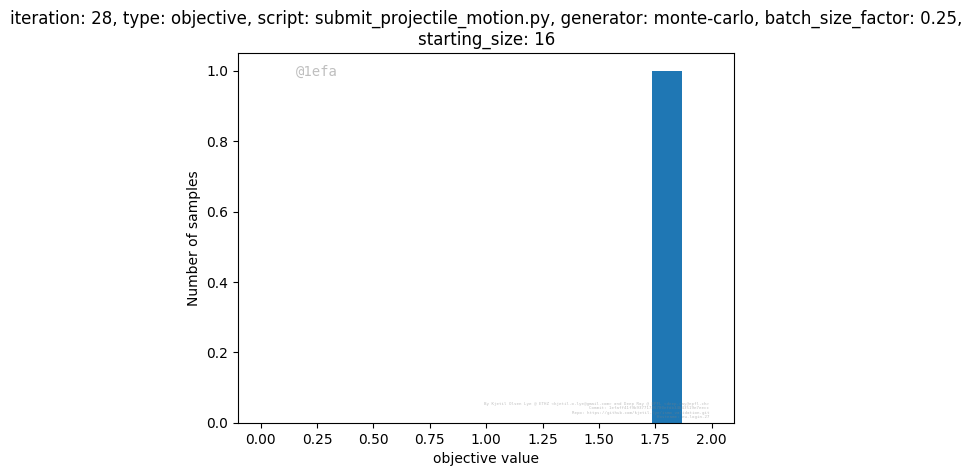 iteration: 28, type: objective, script: submit_projectile_motion.py, generator: monte-carlo, batch_size_factor: 0.25,
starting_size: 16
@1efa
1.0
0.8
0.6
0.4
0.2
0.0
Number of samples
0.00 0.25 0.50 0.75 1.00 1.25 1.50 1.75 2.00
objective value